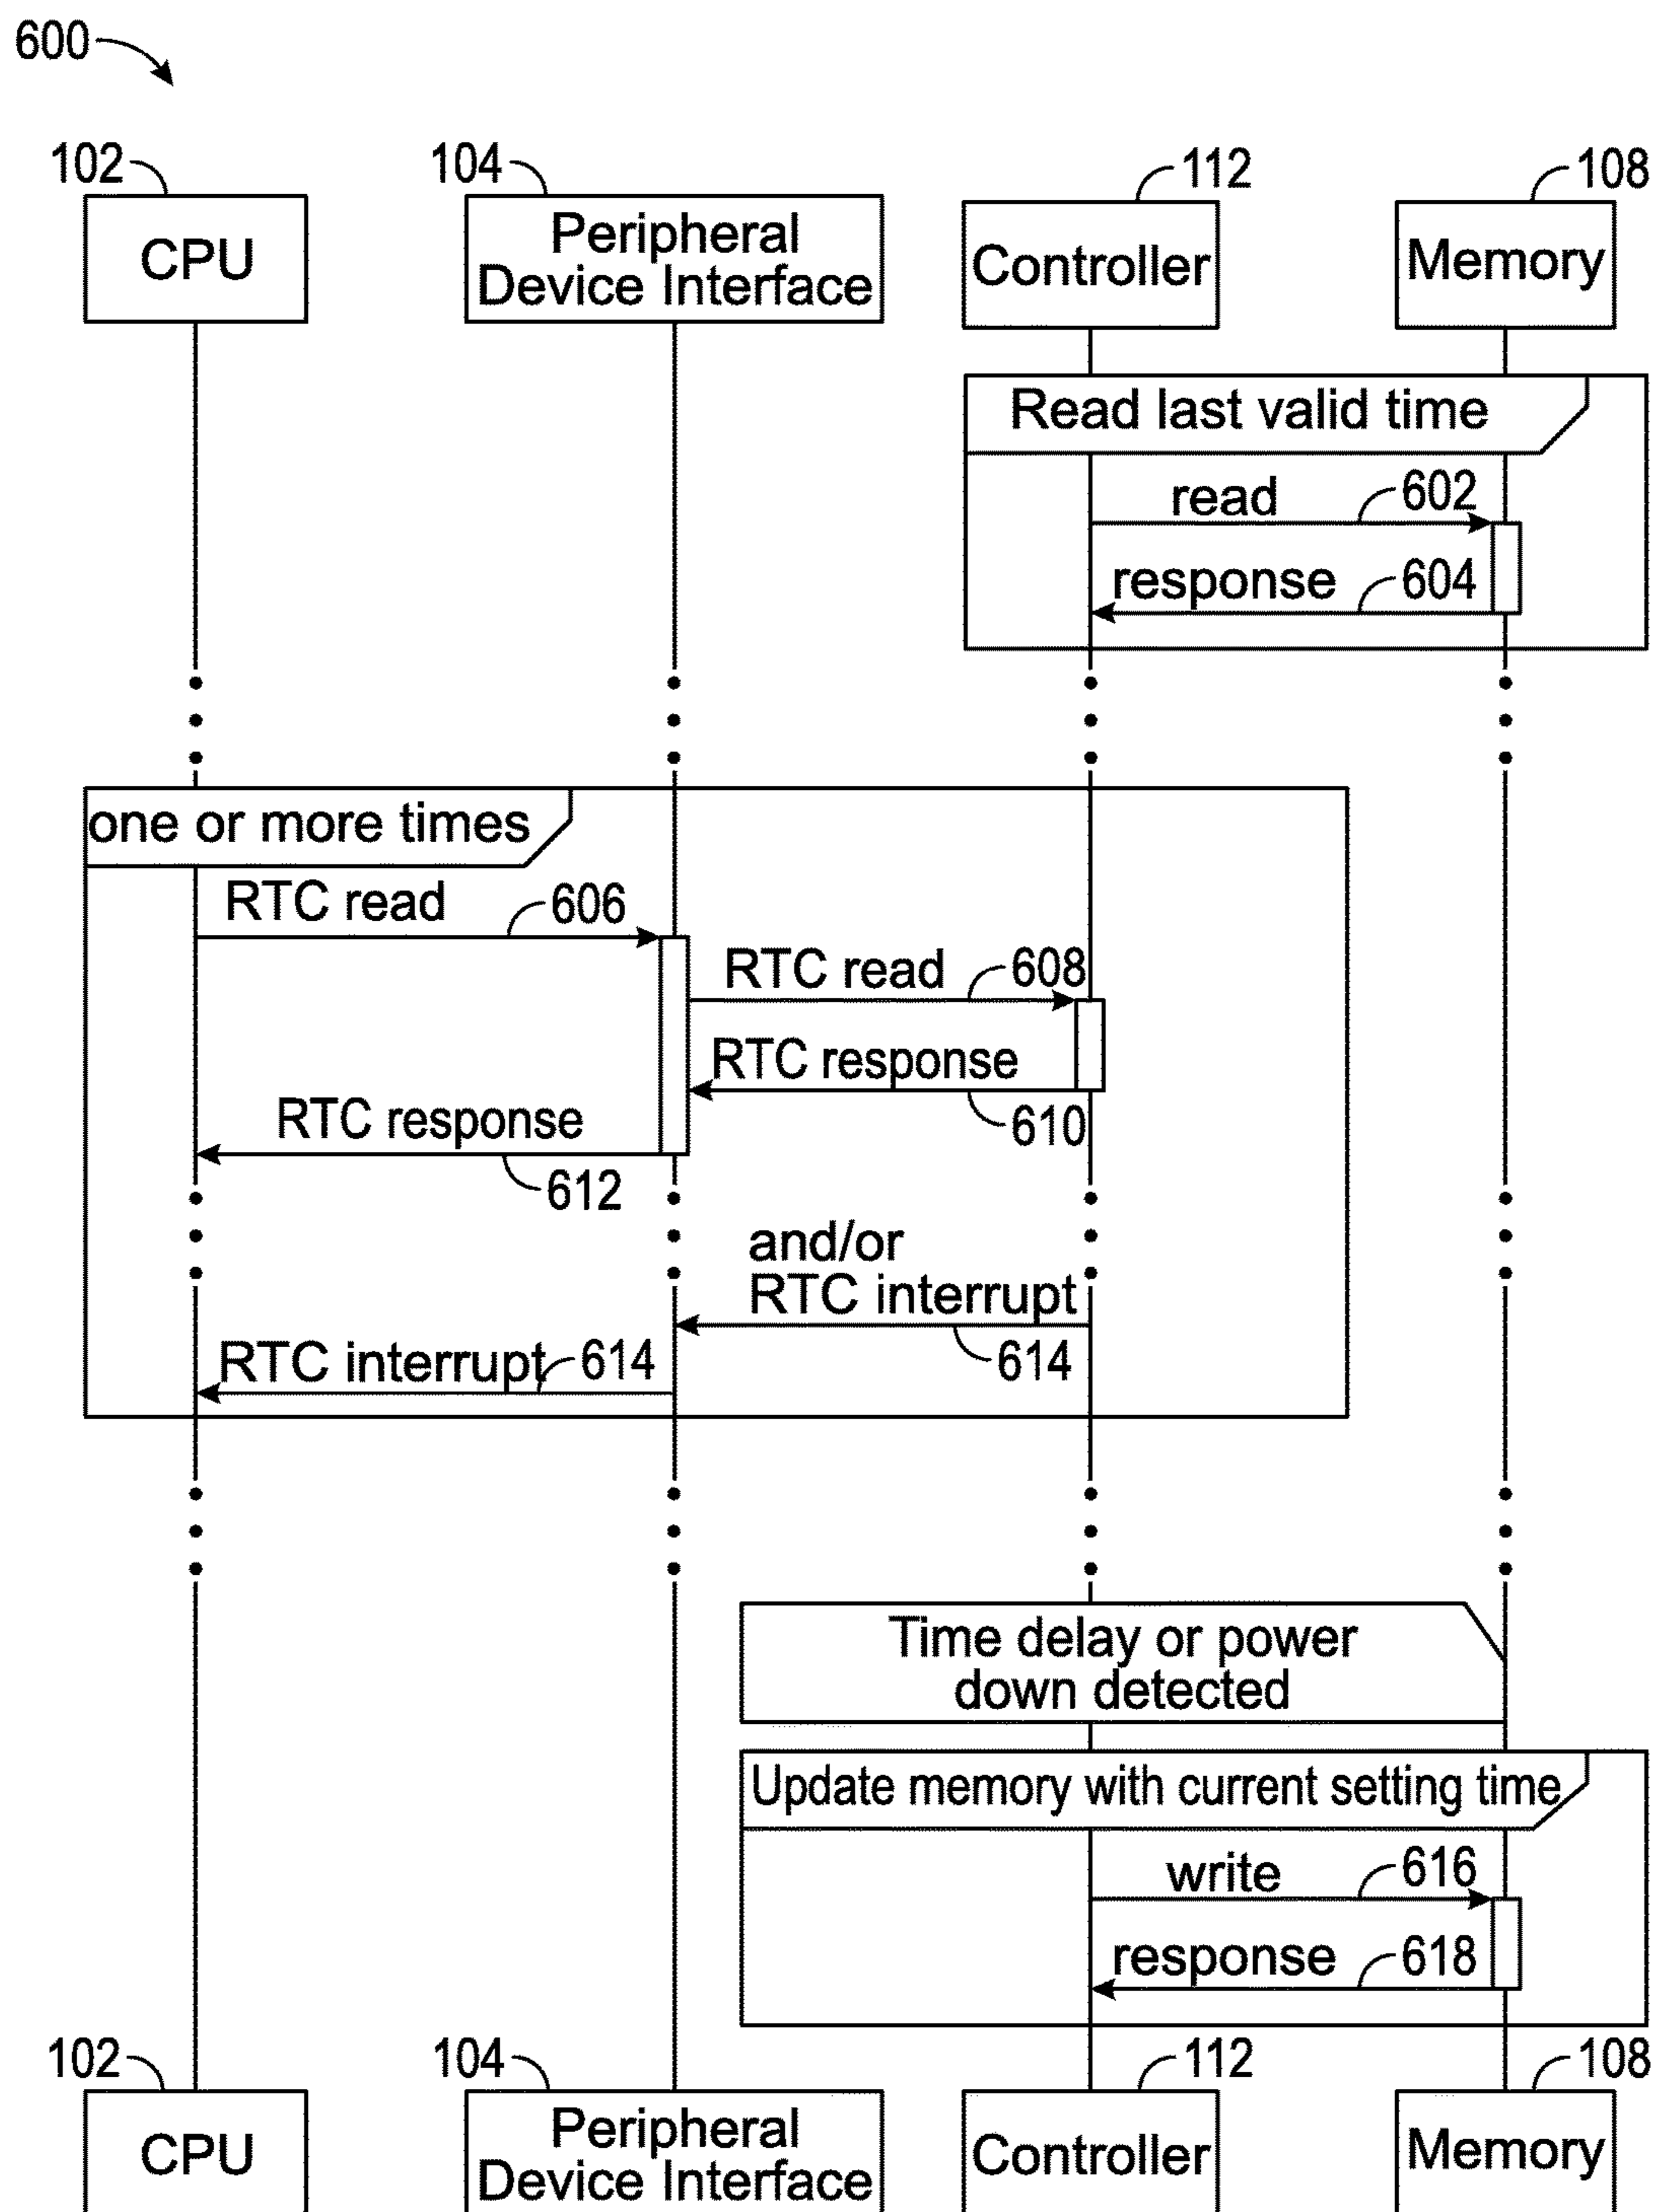 600
102
104
112
108
CPU
Peripheral
Device Interface
Controller
Memory
Read last valid time
read
602
response
604
one or more times
RTC read
606
RTC read
608
RTC response
610
RTC response
612
and/or
RTC interrupt
614
RTC interrupt
614
Time delay or power
down detected
Update memory with current setting time
write
616
response
618
102
104
112
108
CPU
Peripheral
Device Interface
Controller
Memory